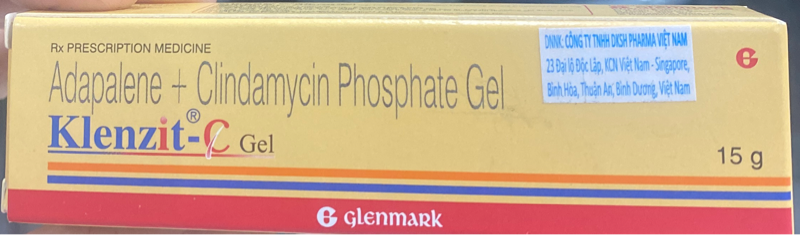 Rx PRESCRIPTION MEDICINE
Adapalene + Clindamycin Phosphate Gel
Klenzit®-C Gel
DNNK: CÔNG TY TNHH DKSH PHARMA VIỆT NAM
23 Đại lộ Độc Lập, KCN Việt Nam - Singapore,
Bình Hòa, Thuận An, Bình Dương, Việt Nam
G
15 g
G glenmark